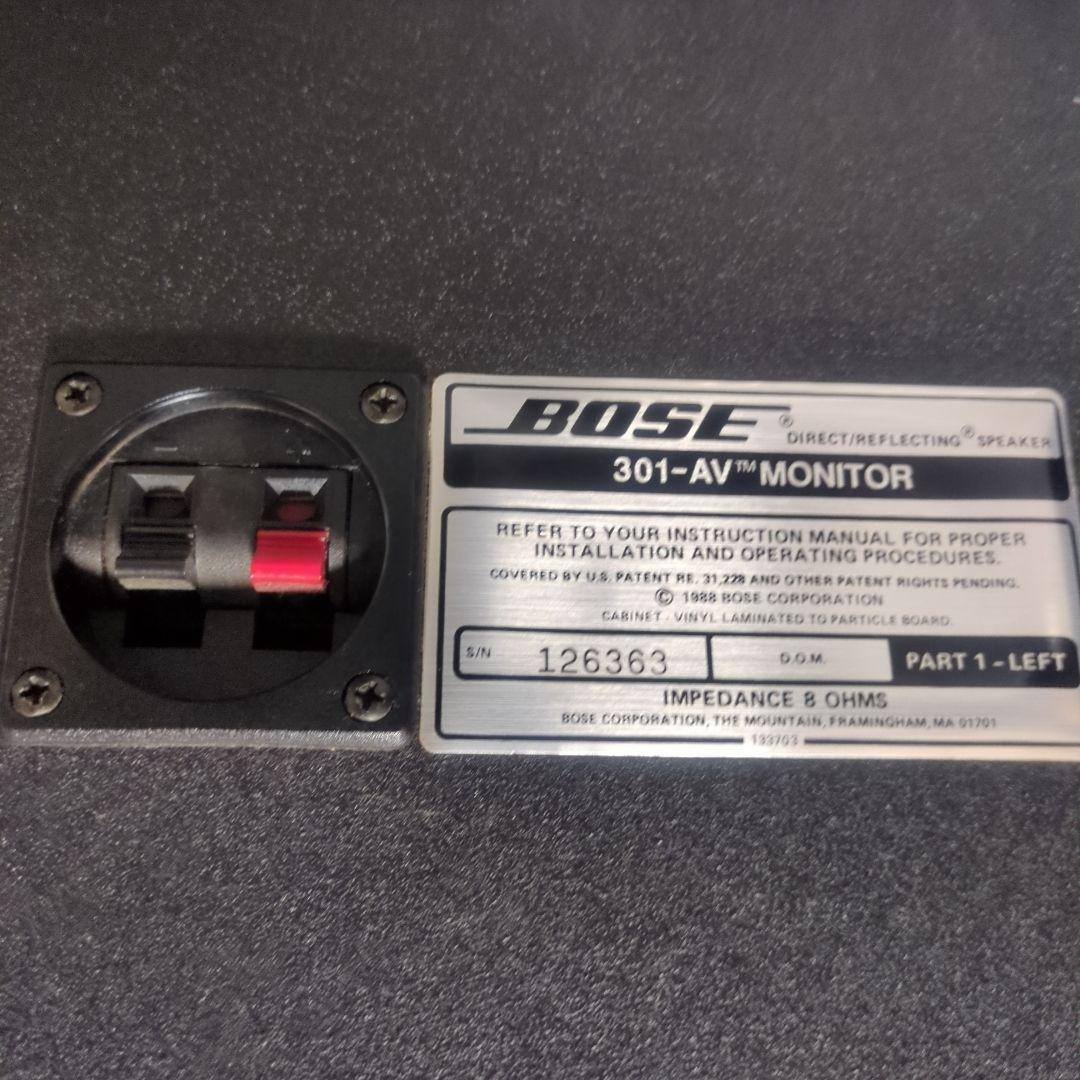 BOSE®
DIRECT/REFLECTING® SPEAKER
301-AV™ MONITOR
REFER TO YOUR INSTRUCTION MANUAL FOR PROPER
INSTALLATION AND OPERATING PROCEDURES.
COVERED BY U.S. PATENT RE. 31,228 AND OTHER PATENT RIGHTS PENDING.
© 1988 BOSE CORPORATION
CABINET - VINYL LAMINATED TO PARTICLE BOARD.
S/N 126363 D.O.M. PART 1 - LEFT
IMPEDANCE 8 OHMS
BOSE CORPORATION, THE MOUNTAIN, FRAMINGHAM, MA 01701
133703